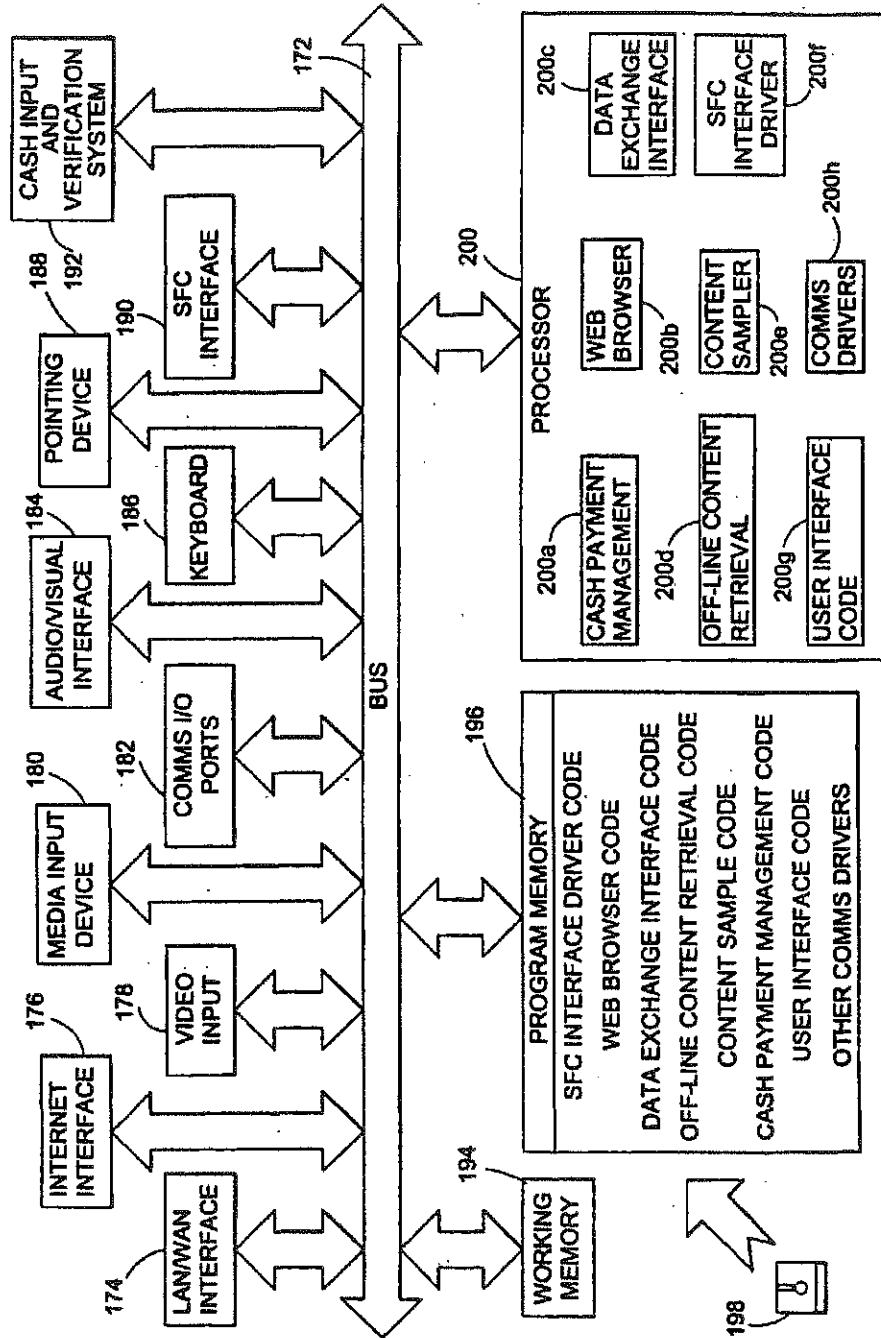 174
LAN/WAN
INTERFACE
176
INTERNET
INTERFACE
178
VIDEO
INPUT
180
MEDIA INPUT
DEVICE
182
COMMS I/O
PORTS
184
AUDIO/VISUAL
INTERFACE
186
KEYBOARD
188
POINTING
DEVICE
190
SFC
INTERFACE
192
CASH INPUT
AND
VERIFICATION
SYSTEM
BUS
172
194
WORKING
MEMORY
198
196
PROGRAM MEMORY
SFC INTERFACE DRIVER CODE
WEB BROWSER CODE
DATA EXCHANGE INTERFACE CODE
OFF-LINE CONTENT RETRIEVAL CODE
CONTENT SAMPLE CODE
CASH PAYMENT MANAGEMENT CODE
USER INTERFACE CODE
OTHER COMMS DRIVERS
200
PROCESSOR
200a
CASH PAYMENT
MANAGEMENT
WEB
BROWSER
200b
200c
DATA
EXCHANGE
INTERFACE
200d
OFF-LINE CONTENT
RETRIEVAL
CONTENT
SAMPLER
200e
SFC
INTERFACE
DRIVER
200f
200g
USER INTERFACE
CODE
COMMS
DRIVERS
200h